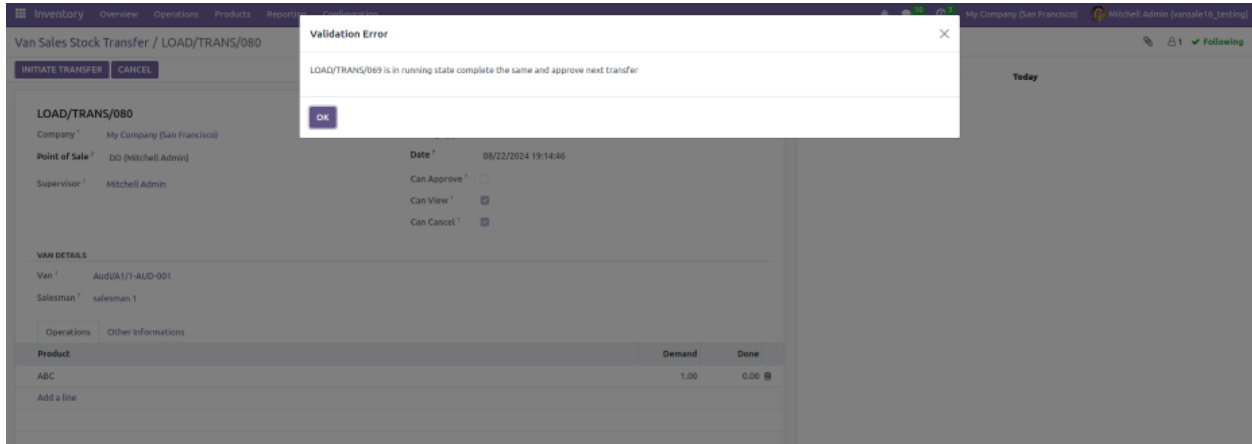 Inventory Overview Operations Products Reporting Configuration
10 3 My Company (San Francisco) Mitchell Admin (vansale16_testing)
Van Sales Stock Transfer / LOAD/TRANS/080
1 Following
INITIATE TRANSFER CANCEL
Validation Error
LOAD/TRANS/069 is in running state complete the same and approve next transfer
OK
Today
LOAD/TRANS/080
Company ? My Company (San Francisco)
Point of Sale ? DD (Mitchell Admin)
Date ? 08/22/2024 19:14:46
Supervisor ? Mitchell Admin
Can Approve ?
Can View ?
Can Cancel ?
VAN DETAILS
Van ? Audi/A1/1-AUD-001
Salesman ? salesman 1
Operations Other Informations
Product Demand Done
ABC 1.00 0.00
Add a line